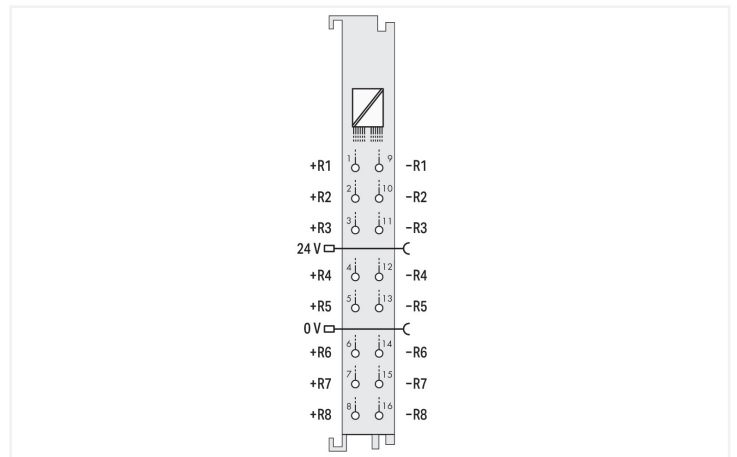 +R1 1 9 -R1
+R2 2 10 -R2
+R3 3 11 -R3
24 V
+R4 4 12 -R4
+R5 5 13 -R5
0 V
+R6 6 14 -R6
+R7 7 15 -R7
+R8 8 16 -R8